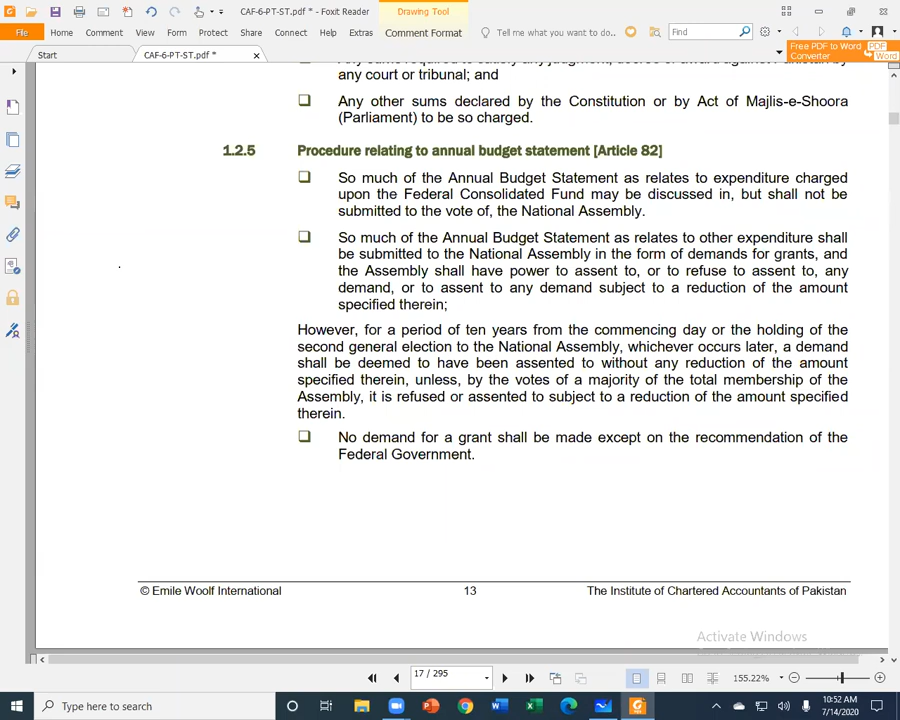 CAF-6-PT-ST.pdf * - Foxit Reader
Drawing Tool
File Home Comment View Form Protect Share Connect Help Extras Comment Format Tell me what you want to do... Find
Start
CAF-6-PT-ST.pdf *
Free PDF to Word
Converter
PDF
Word
any court or tribunal; and
Any other sums declared by the Constitution or by Act of Majlis-e-Shoora
(Parliament) to be so charged.
1.2.5 Procedure relating to annual budget statement [Article 82]
So much of the Annual Budget Statement as relates to expenditure charged
upon the Federal Consolidated Fund may be discussed in, but shall not be
submitted to the vote of, the National Assembly.
So much of the Annual Budget Statement as relates to other expenditure shall
be submitted to the National Assembly in the form of demands for grants, and
the Assembly shall have power to assent to, or to refuse to assent to, any
demand, or to assent to any demand subject to a reduction of the amount
specified therein;
However, for a period of ten years from the commencing day or the holding of the
second general election to the National Assembly, whichever occurs later, a demand
shall be deemed to have been assented to without any reduction of the amount
specified therein, unless, by the votes of a majority of the total membership of the
Assembly, it is refused or assented to subject to a reduction of the amount specified
therein.
No demand for a grant shall be made except on the recommendation of the
Federal Government.
© Emile Woolf International 13 The Institute of Chartered Accountants of Pakistan
Activate Windows
17 / 295
155.22%
Type here to search
10:52 AM
7/14/2020